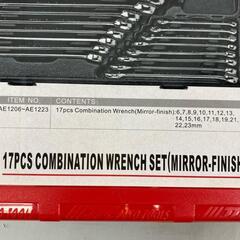 ITEM NO.
CONTENTS:
AE1206~AE1223
17pcs Combination Wrench(Mirror-finish):6,7,8,9,10,11,12,13,
14,15,16,17,18,19,21,
22,23mm
17PCS COMBINATION WRENCH SET(MIRROR-FINISH